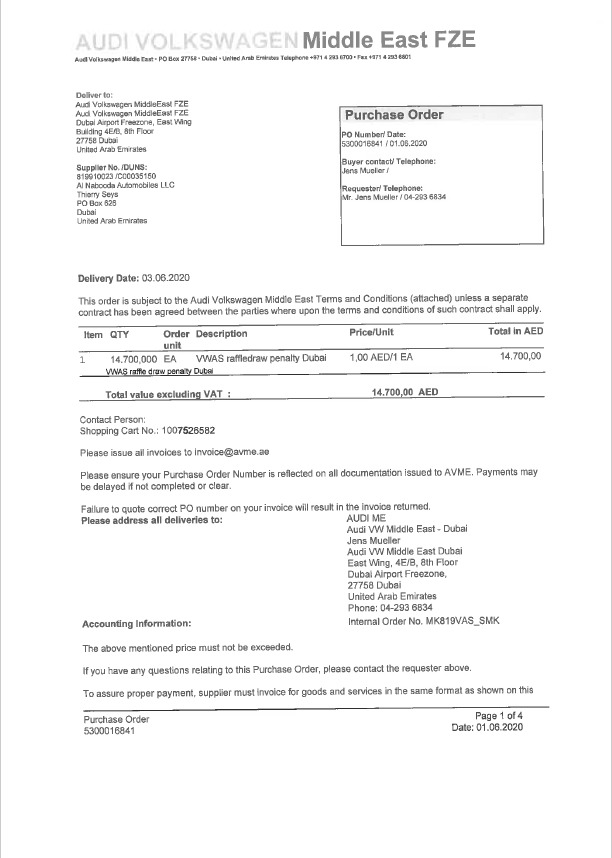 AUDI VOLKSWAGEN Middle East FZE
Audi Volkswagen Middle East • PO Box 27758 • Dubai • United Arab Emirates Telephone +971 4 293 6700 • Fax +971 4 293 6801
Deliver to:
Audi Volkswagen MiddleEast FZE
Audi Volkswagen MiddleEast FZE
Dubai Airport Freezone, East Wing
Building 4E/B, 8th Floor
27758 Dubai
United Arab Emirates
Supplier No. /DUNS:
819910023 /C00035150
Al Nabooda Automobiles LLC
Thierry Seys
PO Box 626
Dubai
United Arab Emirates
Purchase Order
PO Number/ Date:
5300016841 / 01.06.2020
Buyer contact/ Telephone:
Jens Mueller /
Requester/ Telephone:
Mr. Jens Mueller / 04-293 6834
Delivery Date: 03.06.2020
This order is subject to the Audi Volkswagen Middle East Terms and Conditions (attached) unless a separate
contract has been agreed between the parties where upon the terms and conditions of such contract shall apply.
Item QTY Order Description Price/Unit Total in AED
unit
1 14.700,000 EA VWAS raffledraw penalty Dubai 1,00 AED/1 EA 14.700,00
VWAS raffle draw penalty Dubai
Total value excluding VAT : 14.700,00 AED
Contact Person:
Shopping Cart No.: 1007526582
Please issue all invoices to invoice@avme.ae
Please ensure your Purchase Order Number is reflected on all documentation issued to AVME. Payments may
be delayed if not completed or clear.
Failure to quote correct PO number on your invoice will result in the invoice returned.
Please address all deliveries to: AUDI ME
Audi VW Middle East - Dubai
Jens Mueller
Audi VW Middle East Dubai
East Wing, 4E/B, 8th Floor
Dubai Airport Freezone,
27758 Dubai
United Arab Emirates
Phone: 04-293 6834
Accounting Information: Internal Order No. MK819VAS_SMK
The above mentioned price must not be exceeded.
If you have any questions relating to this Purchase Order, please contact the requester above.
To assure proper payment, supplier must invoice for goods and services in the same format as shown on this
Purchase Order Page 1 of 4
5300016841 Date: 01.06.2020